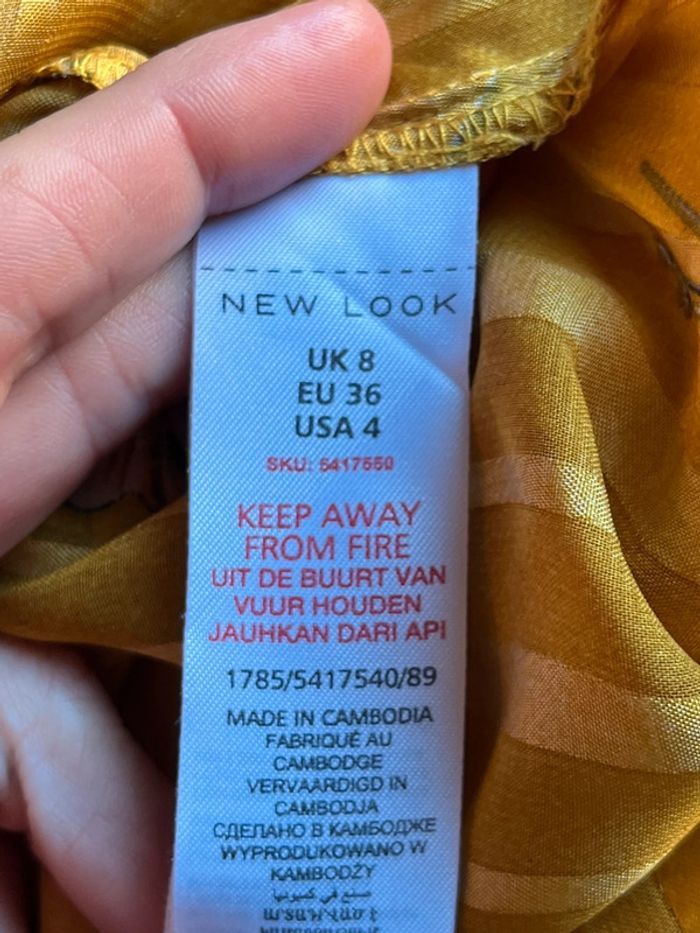 NEW LOOK
UK 8
EU 36
USA 4
SKU: 5417550
KEEP AWAY
FROM FIRE
UIT DE BUURT VAN
VUUR HOUDEN
JAUHKAN DARI API
1785/5417540/89
MADE IN CAMBODIA
FABRIQUÉ AU
CAMBODGE
VERVAARDIGD IN
CAMBODJA
СДЕЛАНО В КАМБОДЖЕ
WYPRODUKOWANO W
KAMBODŻY
صنع في كمبوديا